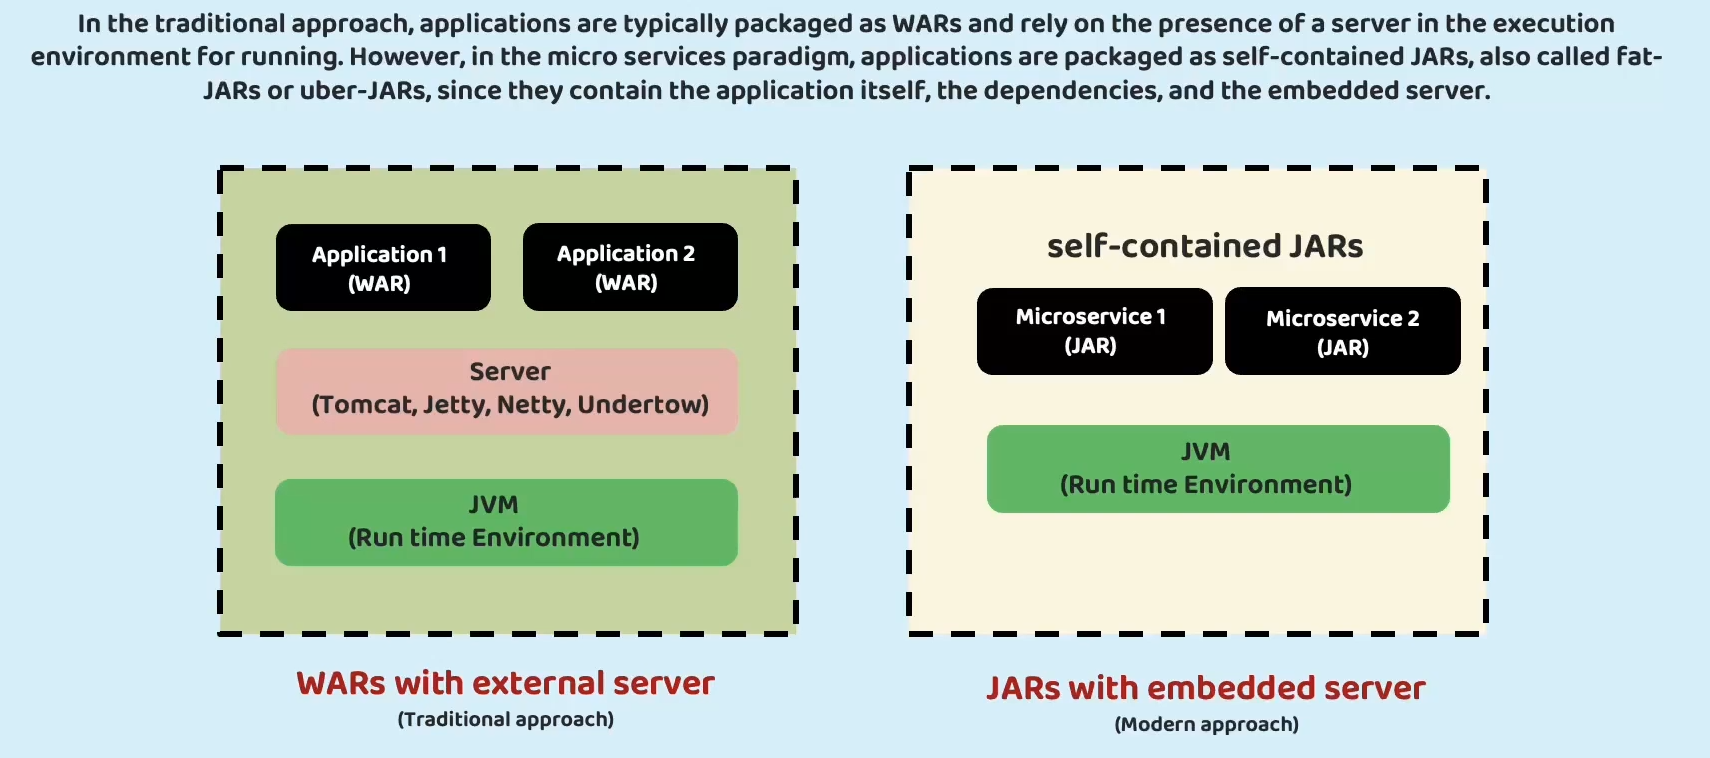 In the traditional approach, applications are typically packaged as WARs and rely on the presence of a server in the execution
environment for running. However, in the micro services paradigm, applications are packaged as self-contained JARs, also called fat-
JARs or uber-JARs, since they contain the application itself, the dependencies, and the embedded server.
Application 1
(WAR)
Application 2
(WAR)
Server
(Tomcat, Jetty, Netty, Undertow)
JVM
(Run time Environment)
WARs with external server
(Traditional approach)
self-contained JARs
Microservice 1
(JAR)
Microservice 2
(JAR)
JVM
(Run time Environment)
JARs with embedded server
(Modern approach)